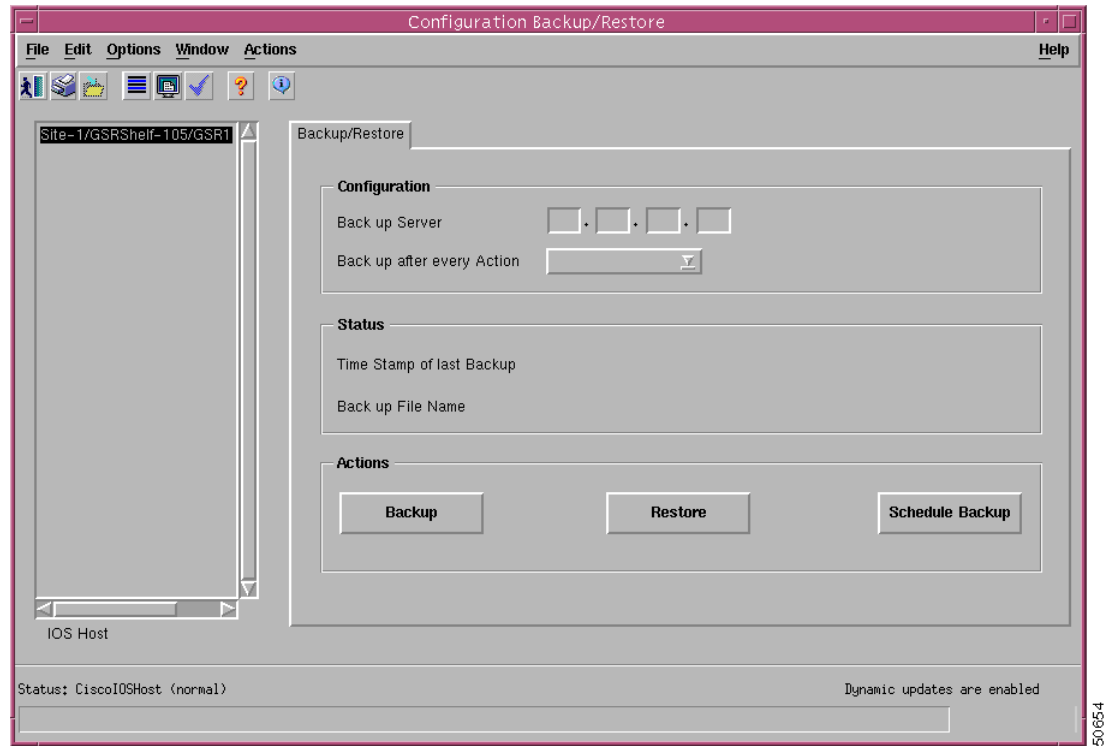 Configuration Backup/Restore
File Edit Options Window Actions Help
Site-1/GSRShelf-105/GSR1
Backup/Restore
Configuration
Back up Server . . .
Back up after every Action
Status
Time Stamp of last Backup
Back up File Name
Actions
Backup Restore Schedule Backup
IOS Host
Status: CiscoIOSHost (normal) Dynamic updates are enabled
50654